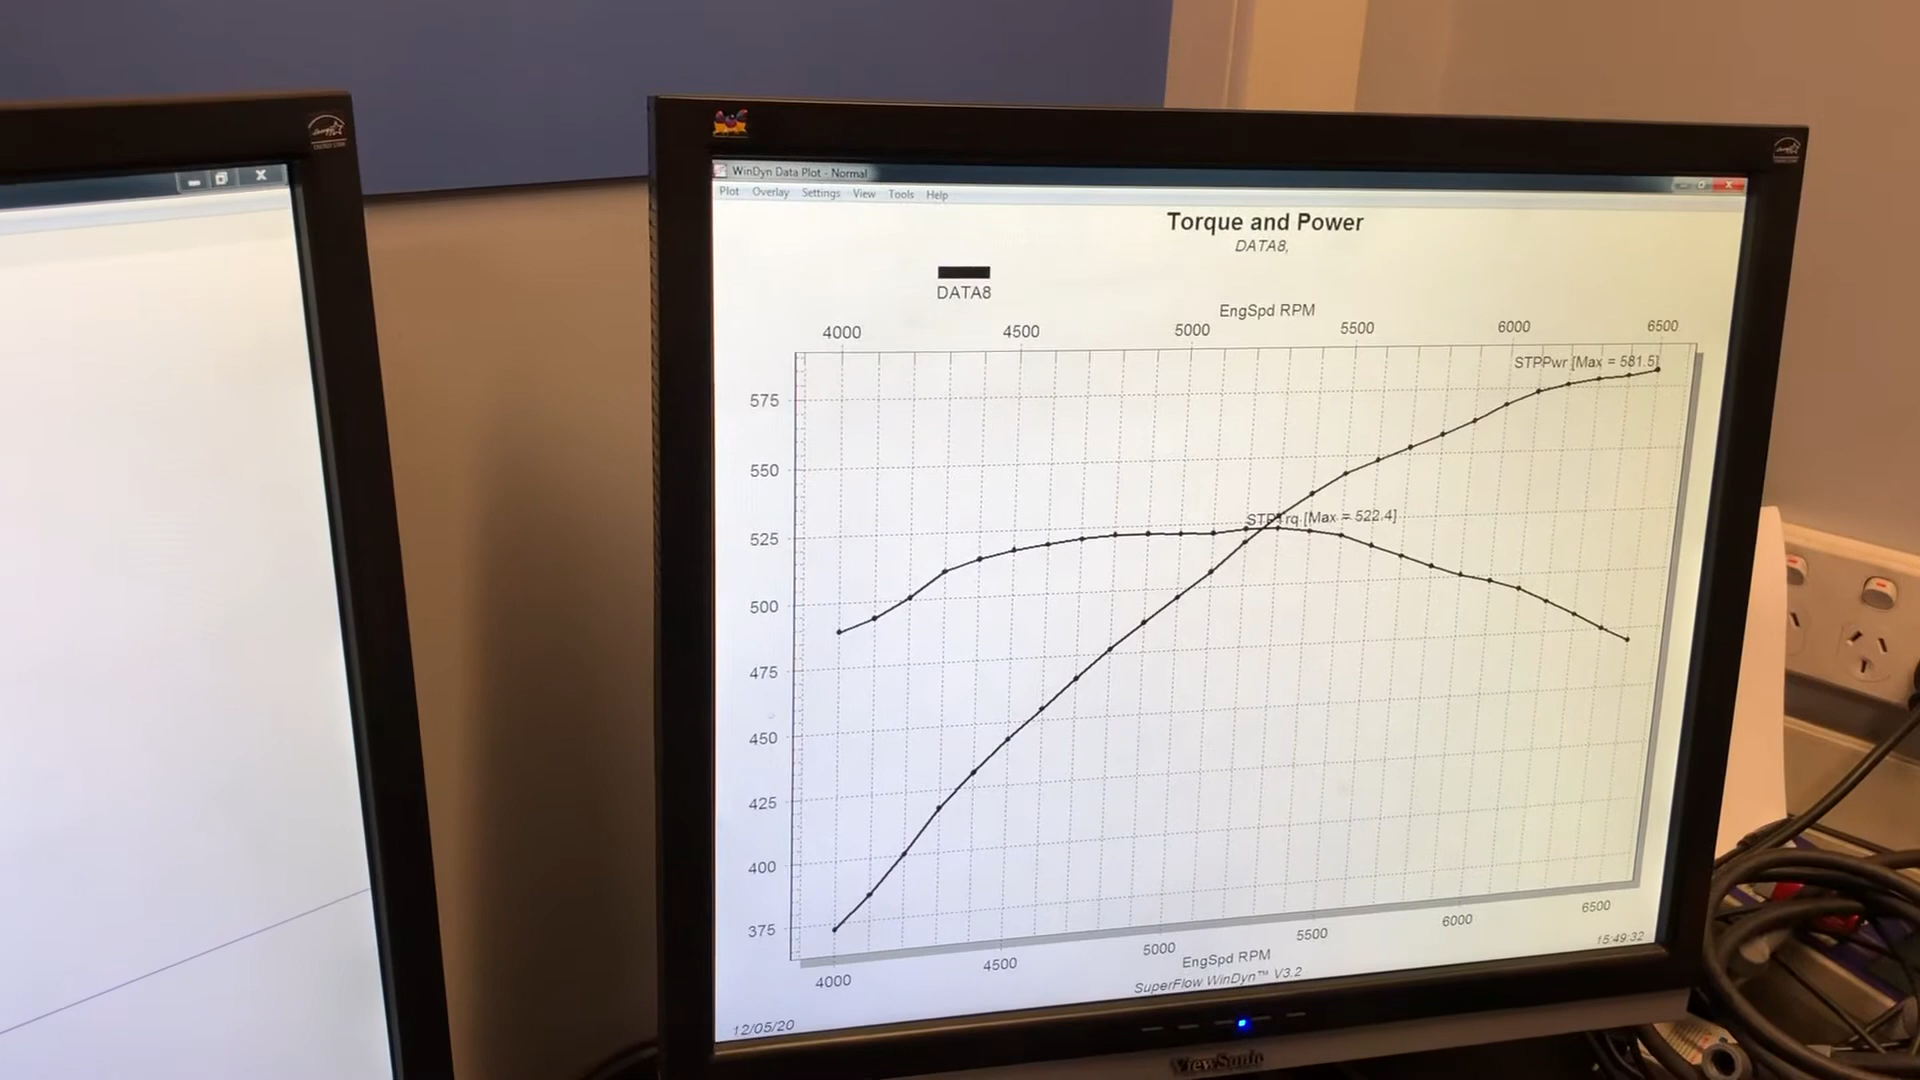 WinDyn Data Plot - Normal
Plot Overlay Settings View Tools Help
Torque and Power
DATA8,
DATA8
EngSpd RPM
4000 4500 5000 5500 6000 6500
STPPwr [Max = 581.5]
575
550
STPTrq [Max = 522.4]
525
500
475
450
425
400
375
4000 4500 5000 5500 6000 6500
EngSpd RPM
SuperFlow WinDyn™ V3.2
15:49:32
12/05/20
ViewSonic